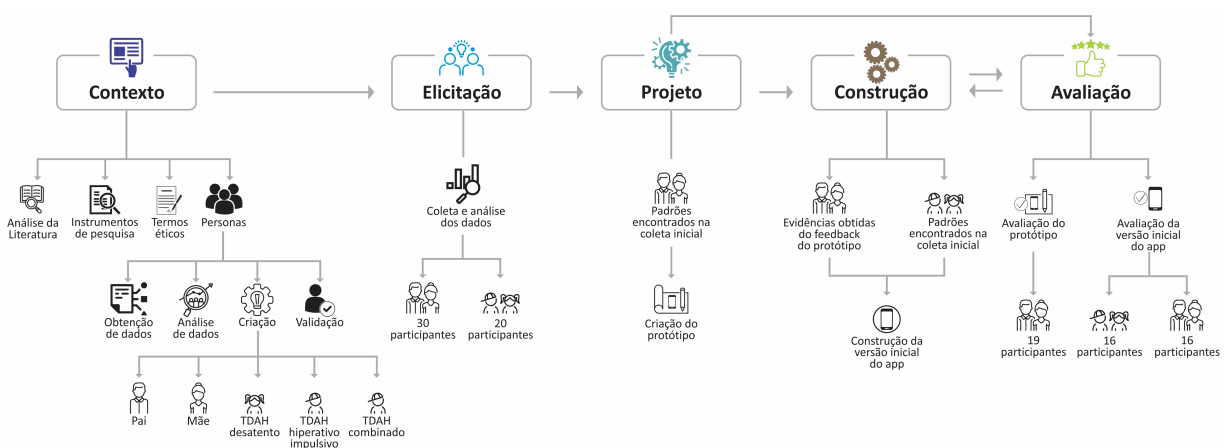 Contexto
Elicitação
Projeto
Construção
Avaliação
Análise da
Literatura
Instrumentos
de pesquisa
Termos
éticos
Personas
Obtenção
de dados
Análise
de dados
Criação
Validação
Pai
Mãe
TDAH
desatento
TDAH
hiperativo
impulsivo
TDAH
combinado
Coleta e análise
dos dados
30
participantes
20
participantes
Padrões
encontrados na
coleta inicial
Criação do
protótipo
Evidências obtidas
do feedback
do protótipo
Padrões
encontrados na
coleta inicial
Construção da
versão inicial
do app
Avaliação do
protótipo
Avaliação da
versão inicial
do app
19
participantes
16
participantes
16
participantes